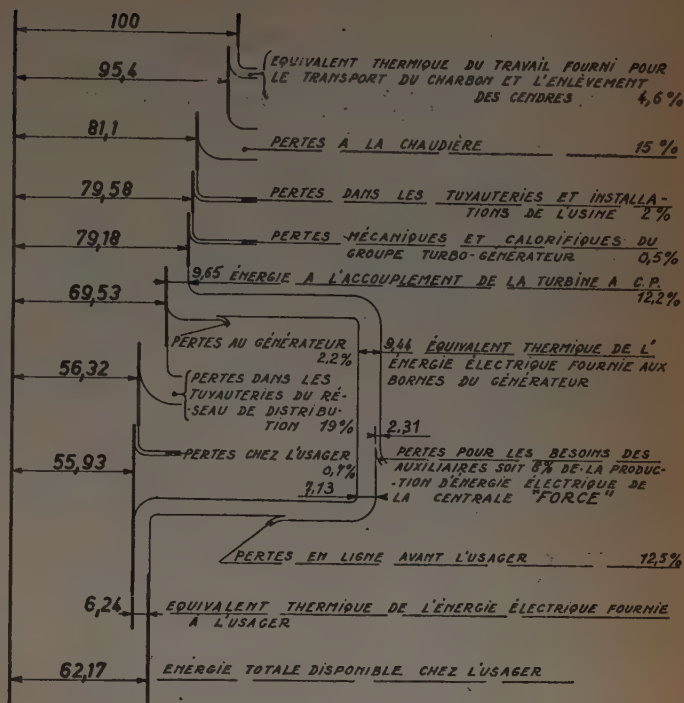 100
EQUIVALENT THERMIQUE DU TRAVAIL FOURNI POUR
LE TRANSPORT DU CHARBON ET L'ENLÈVEMENT
DES CENDRES 4,6%
95,4
81,1
PERTES A LA CHAUDIÈRE 15%
79,58
PERTES DANS LES TUYAUTERIES ET INSTALLA-
TIONS DE L'USINE 2%
79,18
PERTES MÉCANIQUES ET CALORIFIQUES DU
GROUPE TURBO-GÉNÉRATEUR 0,5%
9,65 ÉNERGIE A L'ACCOUPLEMENT DE LA TURBINE A C.P.
12,2%
69,53
PERTES AU GÉNÉRATEUR
2,2%
9,44 ÉQUIVALENT THERMIQUE DE L'
ÉNERGIE ÉLECTRIQUE FOURNIE AUX
BORNES DU GÉNÉRATEUR
56,32
PERTES DANS LES
TUYAUTERIES DU RÉ-
SEAU DE DISTRIBU-
TION 19%
2,31
PERTES CHEZ L'USAGER
0,7%
PERTES POUR LES BESOINS DES
AUXILIAIRES SOIT 8% DE LA PRODUC-
-TION D'ÉNERGIE ÉLECTRIQUE DE
LA CENTRALE "FORCE"
55,93
7,13
PERTES EN LIGNE AVANT L'USAGER 12,5%
6,24
EQUIVALENT THERMIQUE DE L'ÉNERGIE ÉLECTRIQUE FOURNIE
À L'USAGER
62,17
ENERGIE TOTALE DISPONIBLE CHEZ L'USAGER